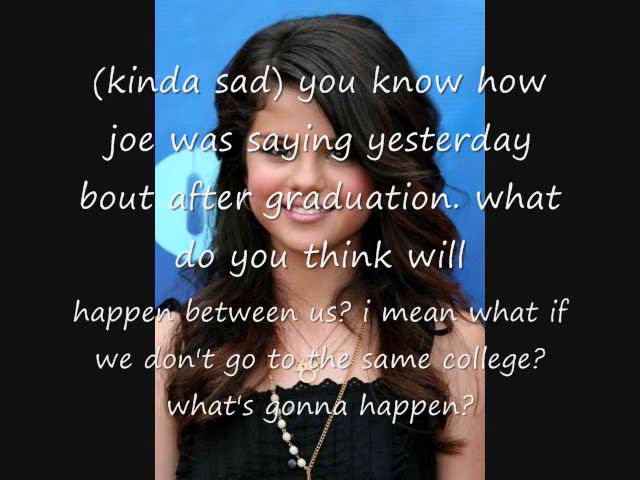 (kinda sad) you know how
joe was saying yesterday
bout after graduation. what
do you think will
happen between us? i mean what if
we don't go to the same college?
what's gonna happen?